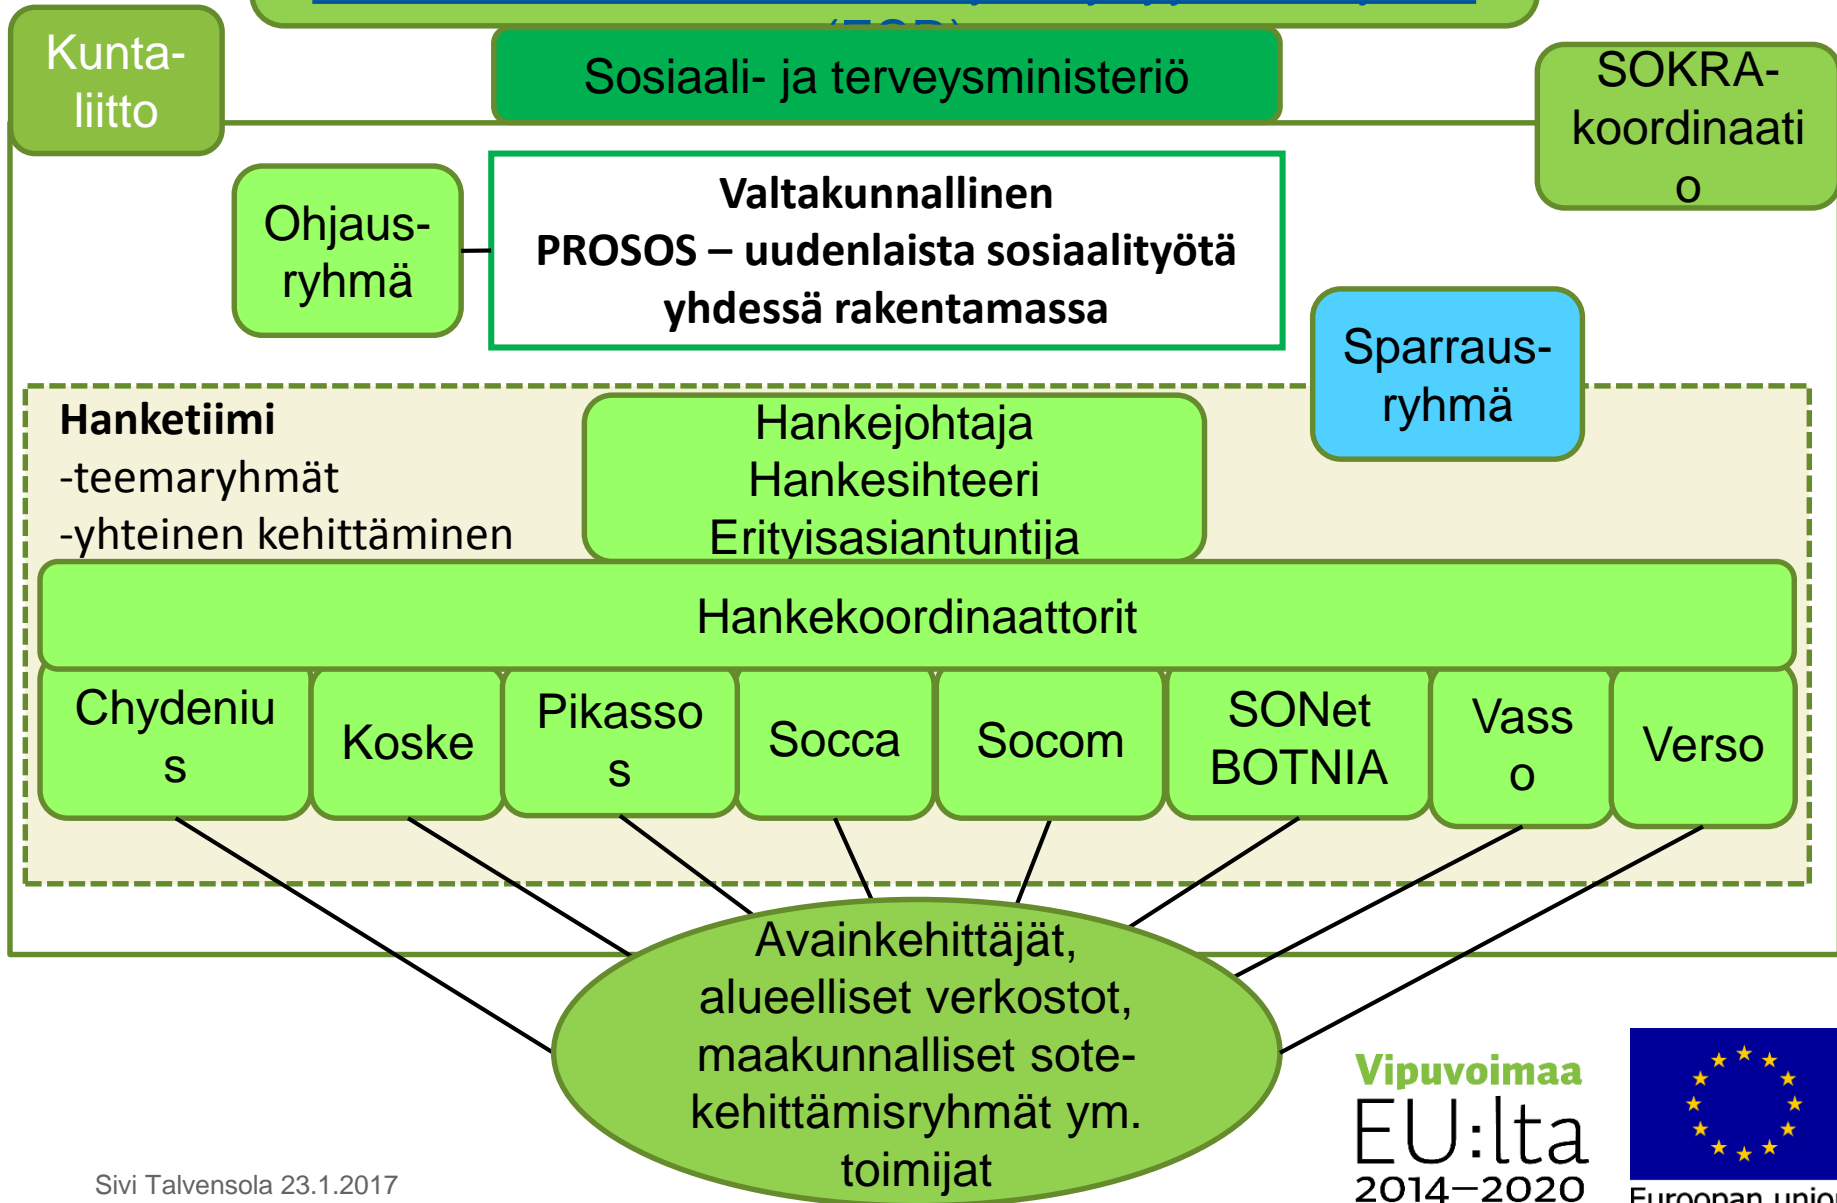 Kunta-
liitto
Sosiaali- ja terveysministeriö
SOKRA-
koordinaati
o
Ohjaus-
ryhmä
Valtakunnallinen
PROSOS – uudenlaista sosiaalityötä
yhdessä rakentamassa
Sparraus-
ryhmä
Hanketiimi
-teemaryhmät
-yhteinen kehittäminen
Hankejohtaja
Hankesihteeri
Erityisasiantuntija
Hankekoordinaattorit
Chydeniu
s
Koske
Pikasso
s
Socca
Socom
SONet
BOTNIA
Vass
o
Verso
Avainkehittäjät,
alueelliset verkostot,
maakunnalliset sote-
kehittämisryhmät ym.
toimijat
Vipuvoimaa
EU:lta
2014–2020
Euroopan unioni
Sivi Talvensola 23.1.2017